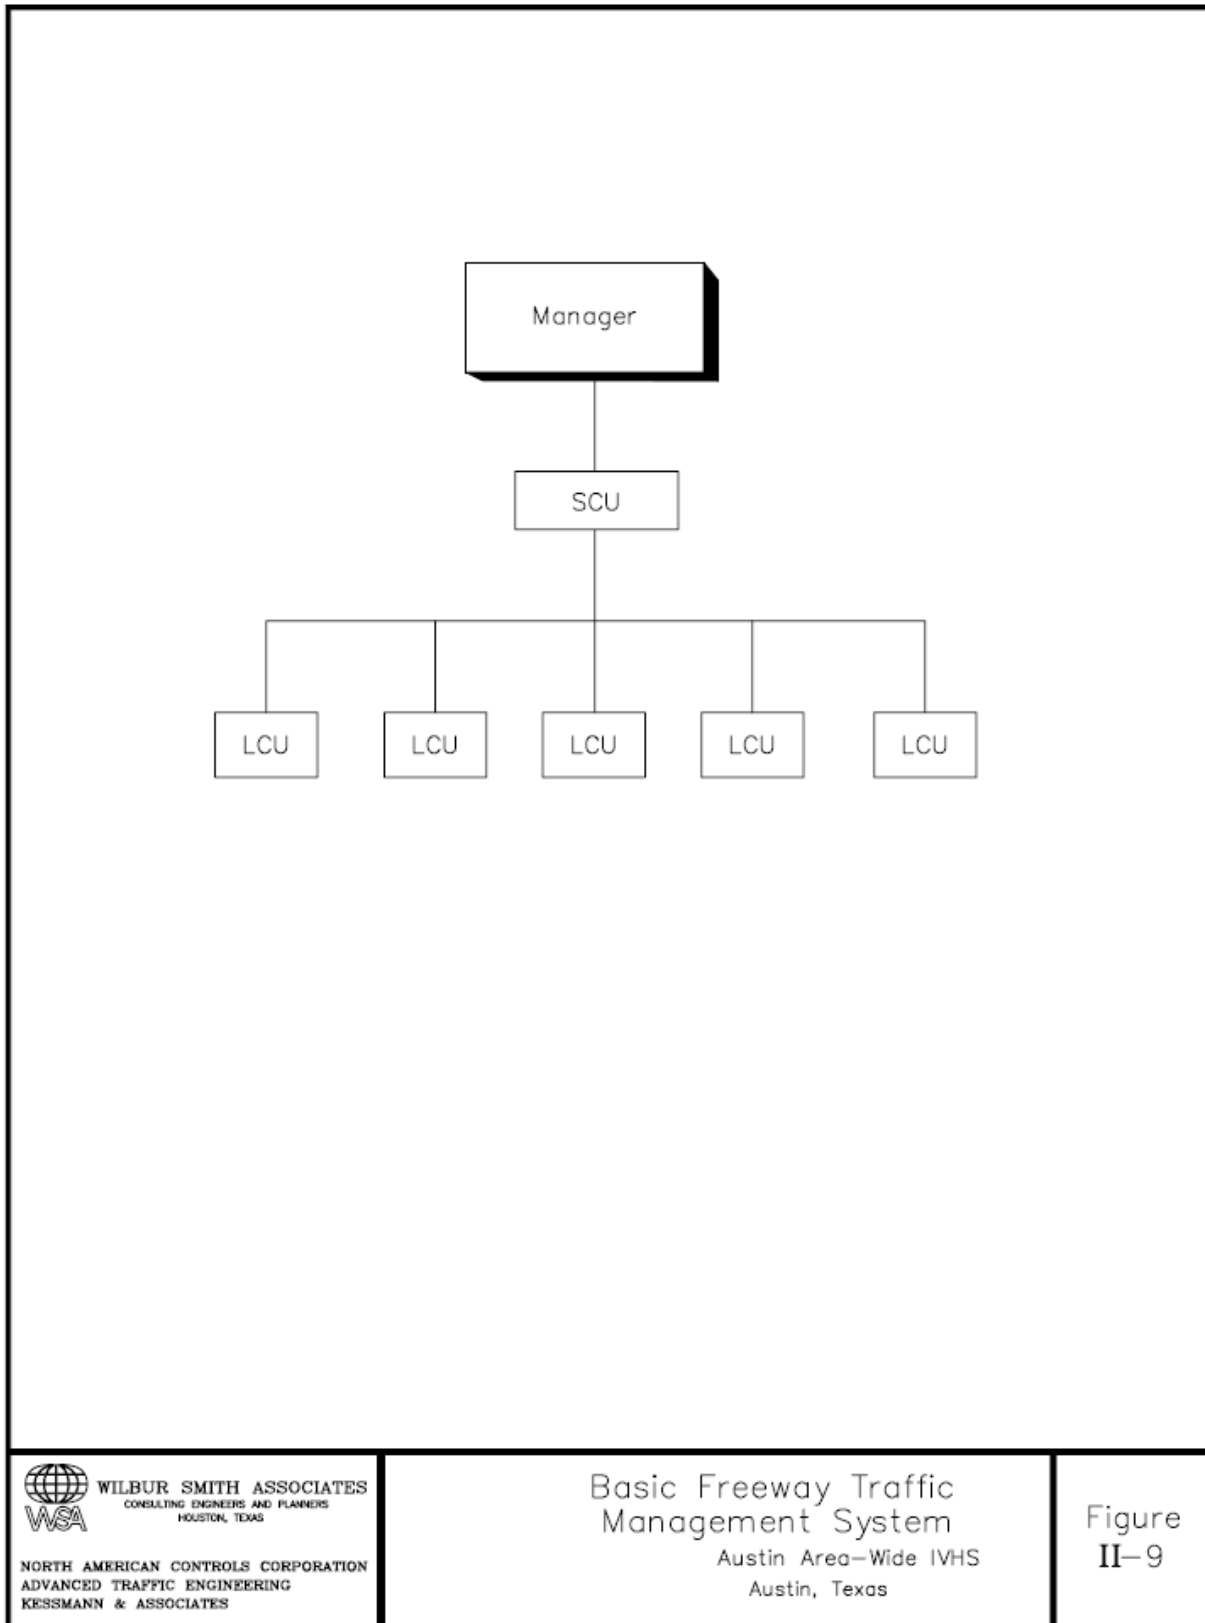 Manager
SCU
LCU LCU LCU LCU LCU
WILBUR SMITH ASSOCIATES
CONSULTING ENGINEERS AND PLANNERS
HOUSTON, TEXAS
WSA
NORTH AMERICAN CONTROLS CORPORATION
ADVANCED TRAFFIC ENGINEERING
KESSMANN & ASSOCIATES
Basic Freeway Traffic
Management System
Austin Area-Wide IVHS
Austin, Texas
Figure
II-9